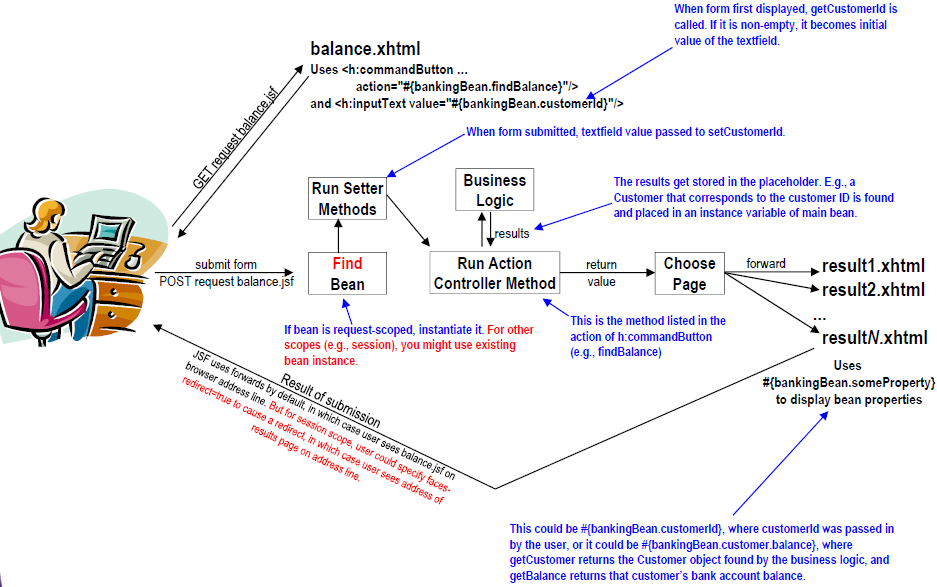 When form first displayed, getCustomerId is
called. If it is non-empty, it becomes initial
value of the textfield.
balance.xhtml
Uses <h:commandButton ...
action="#{bankingBean.findBalance"/>
and <h:inputText value="#{bankingBean.customerId}"/>
GET request balance.jsf
When form submitted, textfield value passed to setCustomerId.
Run Setter
Methods
Business
Logic
The results get stored in the placeholder. E.g., a
Customer that corresponds to the customer ID is found
and placed in an instance variable of main bean.
results
submit form
POST request balance.jsf
Find
Bean
Run Action
Controller Method
return
value
Choose
Page
forward
result1.xhtml
result2.xhtml
...
resultN.xhtml
If bean is request-scoped, instantiate it. For other
scopes (e.g., session), you might use existing
bean instance.
This is the method listed in the
action of h:commandButton
(e.g., findBalance)
Uses
#{bankingBean.someProperty}
to display bean properties
Result of submission
JSF uses forwards by default, in which case user sees balance.jsf on
browser address line. But for session scope, user could specify faces-
redirect=true to cause a redirect, in which case user sees address of
results page on address line.
This could be #{bankingBean.customerId}, where customerId was passed in
by the user, or it could be #{bankingBean.customer.balance}, where
getCustomer returns the Customer object found by the business logic, and
getBalance returns that customer's bank account balance.